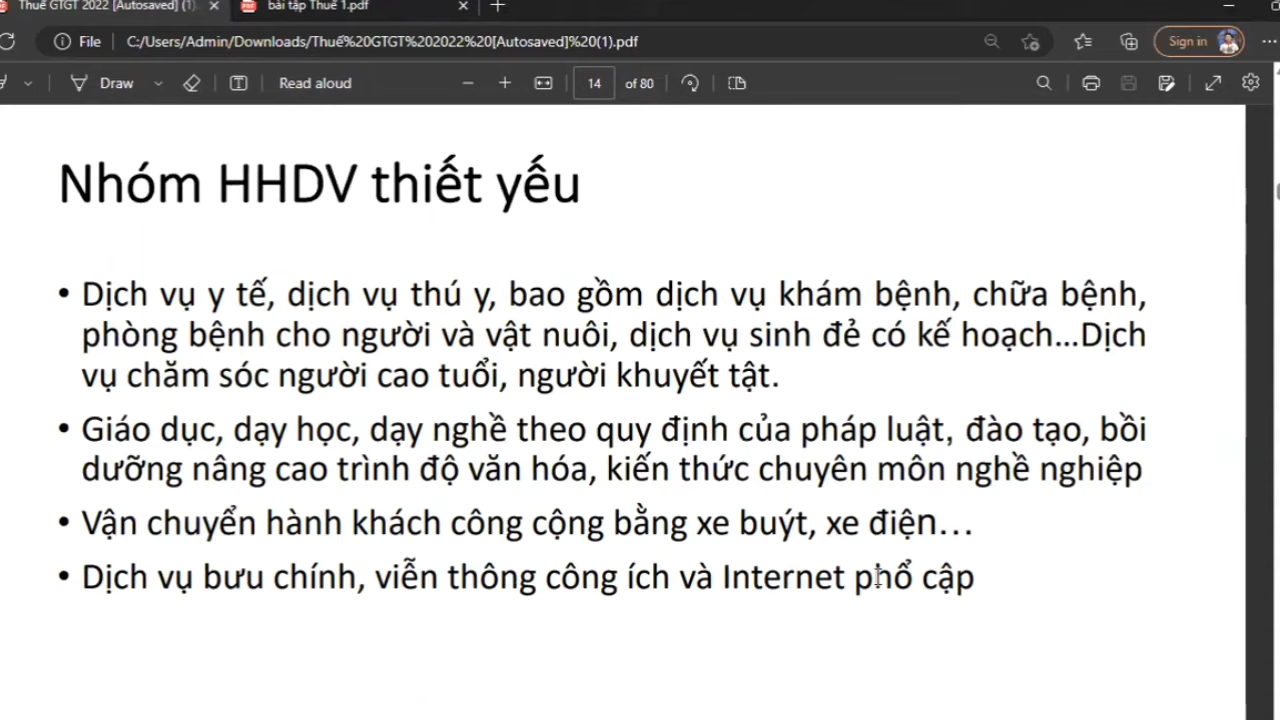 Thuế GTGT 2022 [Autosaved] (1).
bài tập Thuế 1.pdf
File
C:/Users/Admin/Downloads/Thuế%20GTGT%202022%20[Autosaved]%20(1).pdf
Sign in
Draw
Read aloud
14 of 80
Nhóm HHDV thiết yếu
• Dịch vụ y tế, dịch vụ thú y, bao gồm dịch vụ khám bệnh, chữa bệnh,
phòng bệnh cho người và vật nuôi, dịch vụ sinh đẻ có kế hoạch...Dịch
vụ chăm sóc người cao tuổi, người khuyết tật.
• Giáo dục, dạy học, dạy nghề theo quy định của pháp luật, đào tạo, bồi
dưỡng nâng cao trình độ văn hóa, kiến thức chuyên môn nghề nghiệp
• Vận chuyển hành khách công cộng bằng xe buýt, xe điện...
• Dịch vụ bưu chính, viễn thông công ích và Internet phổ cập